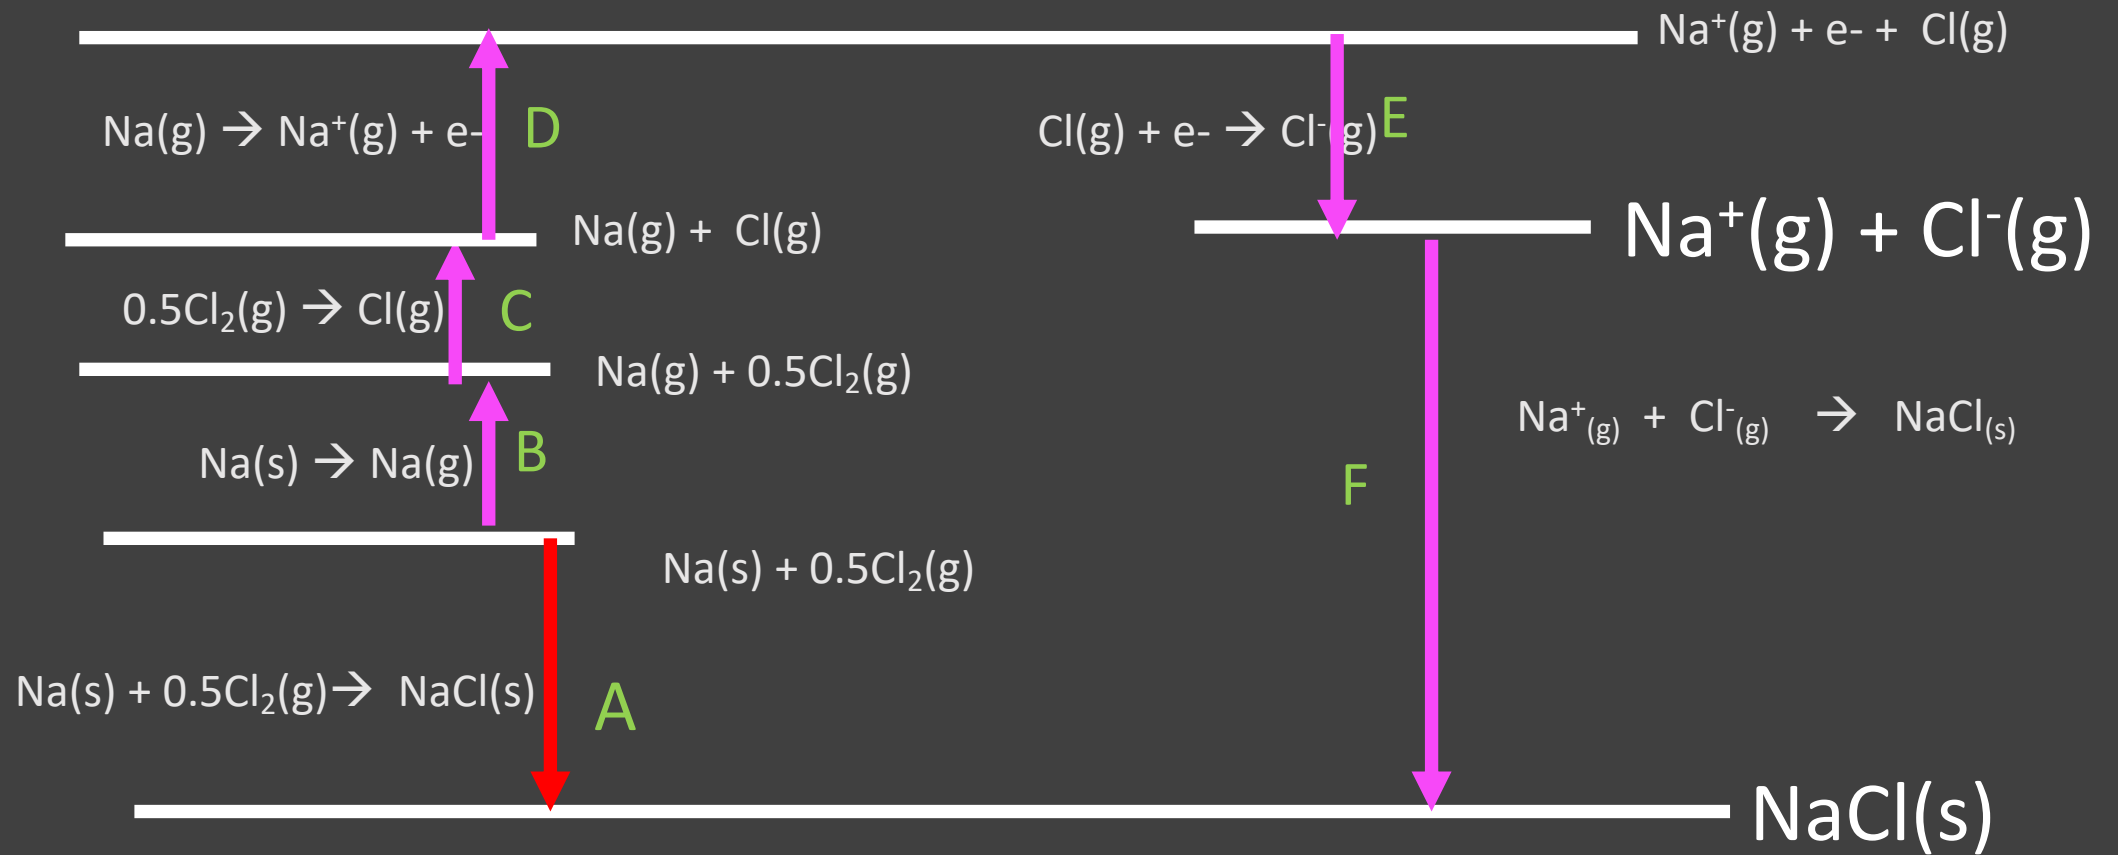 Na⁺(g) + e- + Cl(g)
Na(g) → Na⁺(g) + e-
D
Cl(g) + e- → Cl⁻(g)
E
Na(g) + Cl(g)
Na⁺(g) + Cl⁻(g)
0.5Cl₂(g) → Cl(g)
C
Na(g) + 0.5Cl₂(g)
Na⁺(g) + Cl⁻(g) → NaCl(s)
Na(s) → Na(g)
B
F
Na(s) + 0.5Cl₂(g)
Na(s) + 0.5Cl₂(g)→ NaCl(s)
A
NaCl(s)